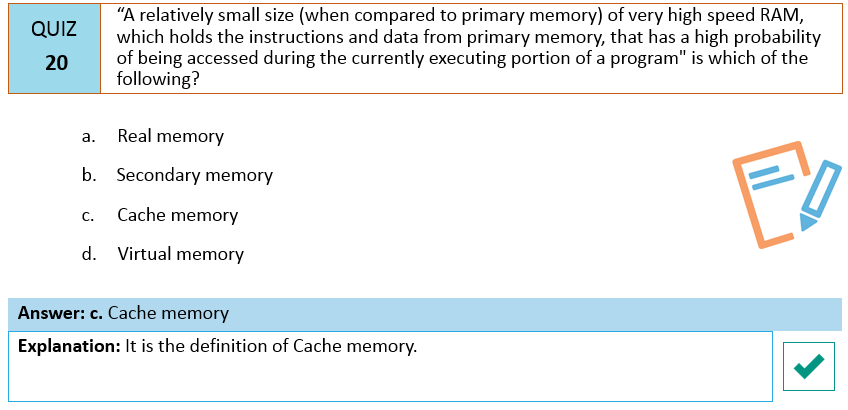 QUIZ
20
“A relatively small size (when compared to primary memory) of very high speed RAM,
which holds the instructions and data from primary memory, that has a high probability
of being accessed during the currently executing portion of a program" is which of the
following?
a. Real memory
b. Secondary memory
c. Cache memory
d. Virtual memory
Answer: c. Cache memory
Explanation: It is the definition of Cache memory.